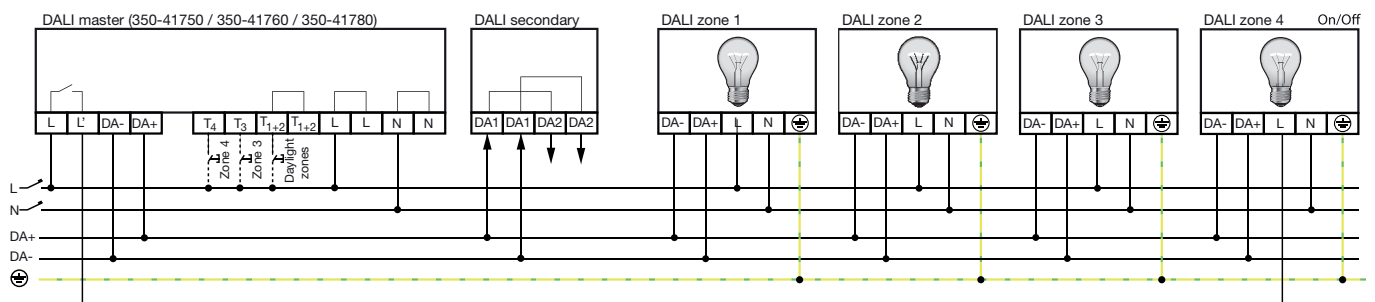 DALI master (350-41750 / 350-41760 / 350-41780)
DALI secondary
DALI zone 1
DALI zone 2
DALI zone 3
DALI zone 4 On/Off
L L' DA- DA+ T4 T3 T1+2 T1+2 L L N N
DA1 DA1 DA2 DA2
DA- DA+ L N
DA- DA+ L N
DA- DA+ L N
DA- DA+ L N
Zone 4
Zone 3
Daylight
zones
L
N
DA+
DA-